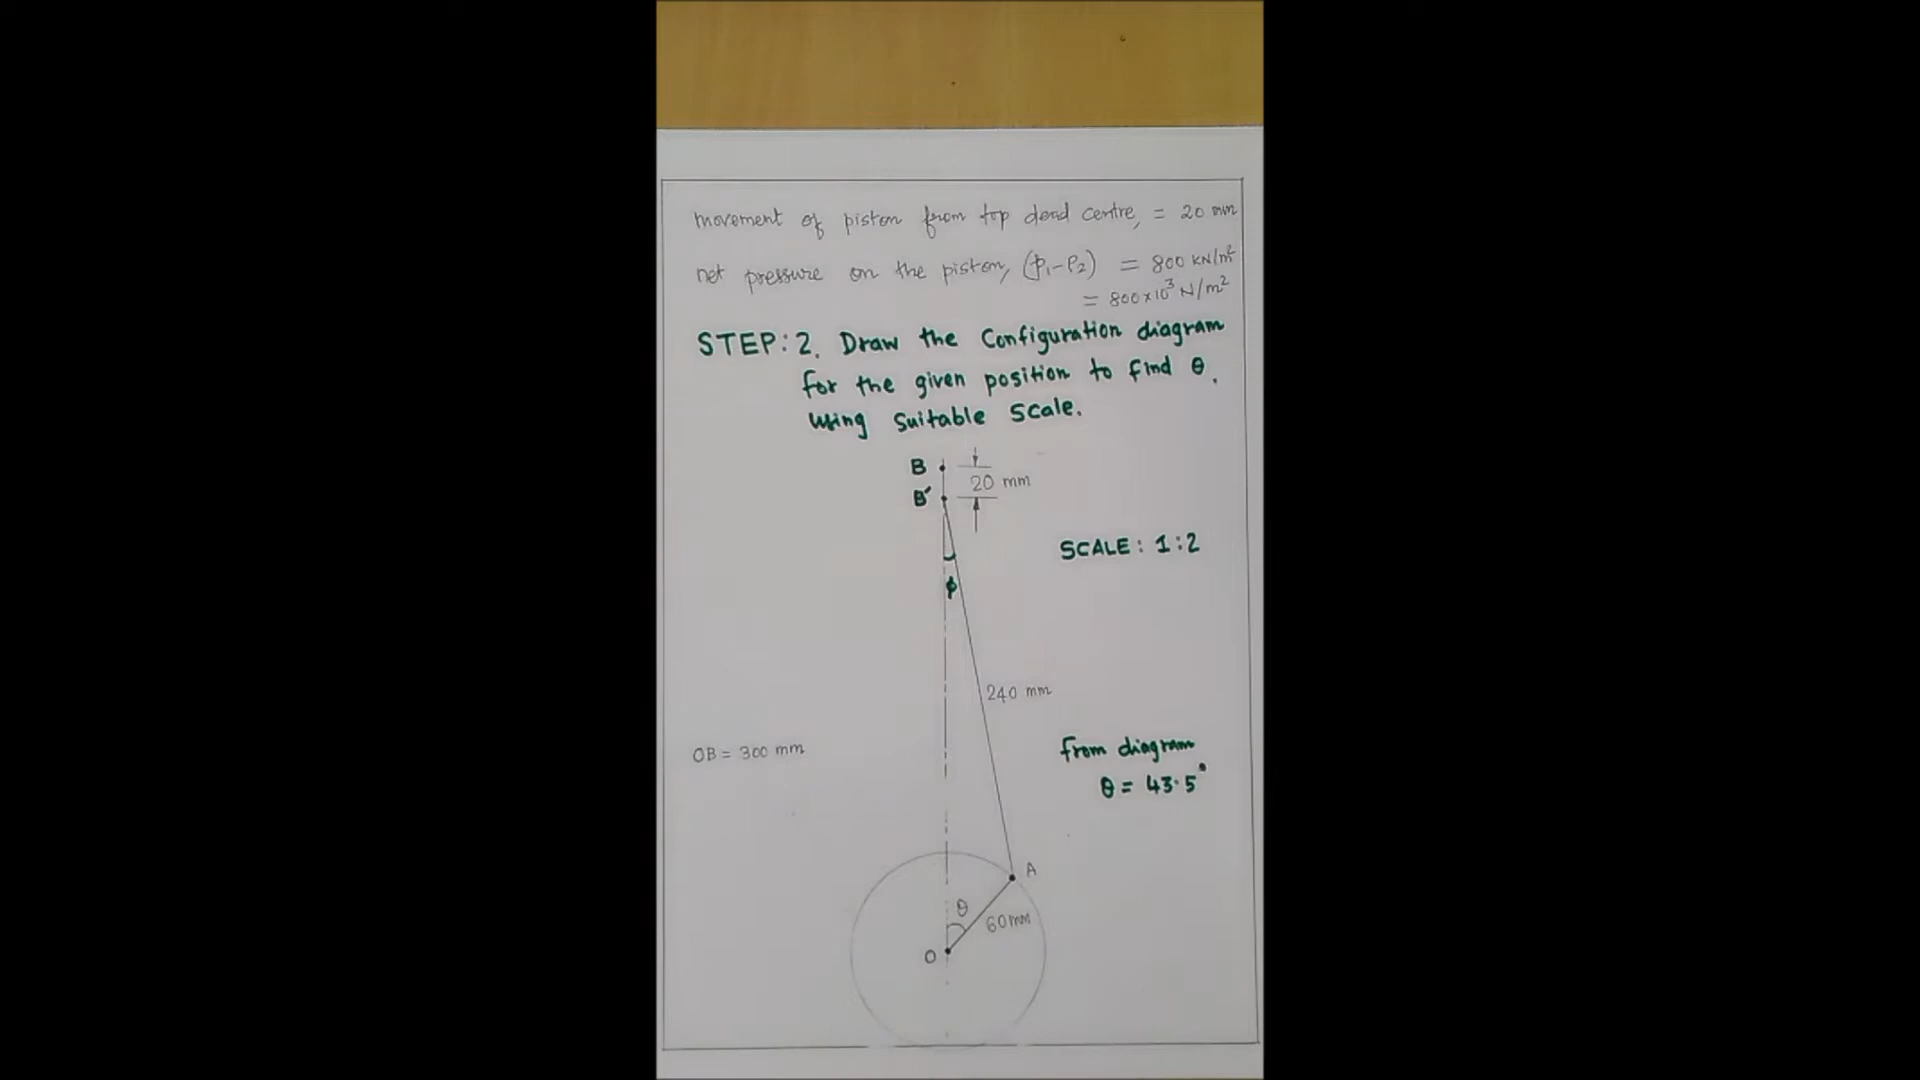 movement of piston from top dead centre, = 20 mm
net pressure on the piston, (P₁-P₂) = 800 KN/m²
= 800×10³ N/m²
STEP:2. Draw the Configuration diagram
for the given position to find θ.
Using Suitable Scale.
B
20 mm
B'
SCALE: 1:2
ϕ
240 mm
OB = 300 mm
from diagram
θ = 43.5°
A
θ
60mm
O